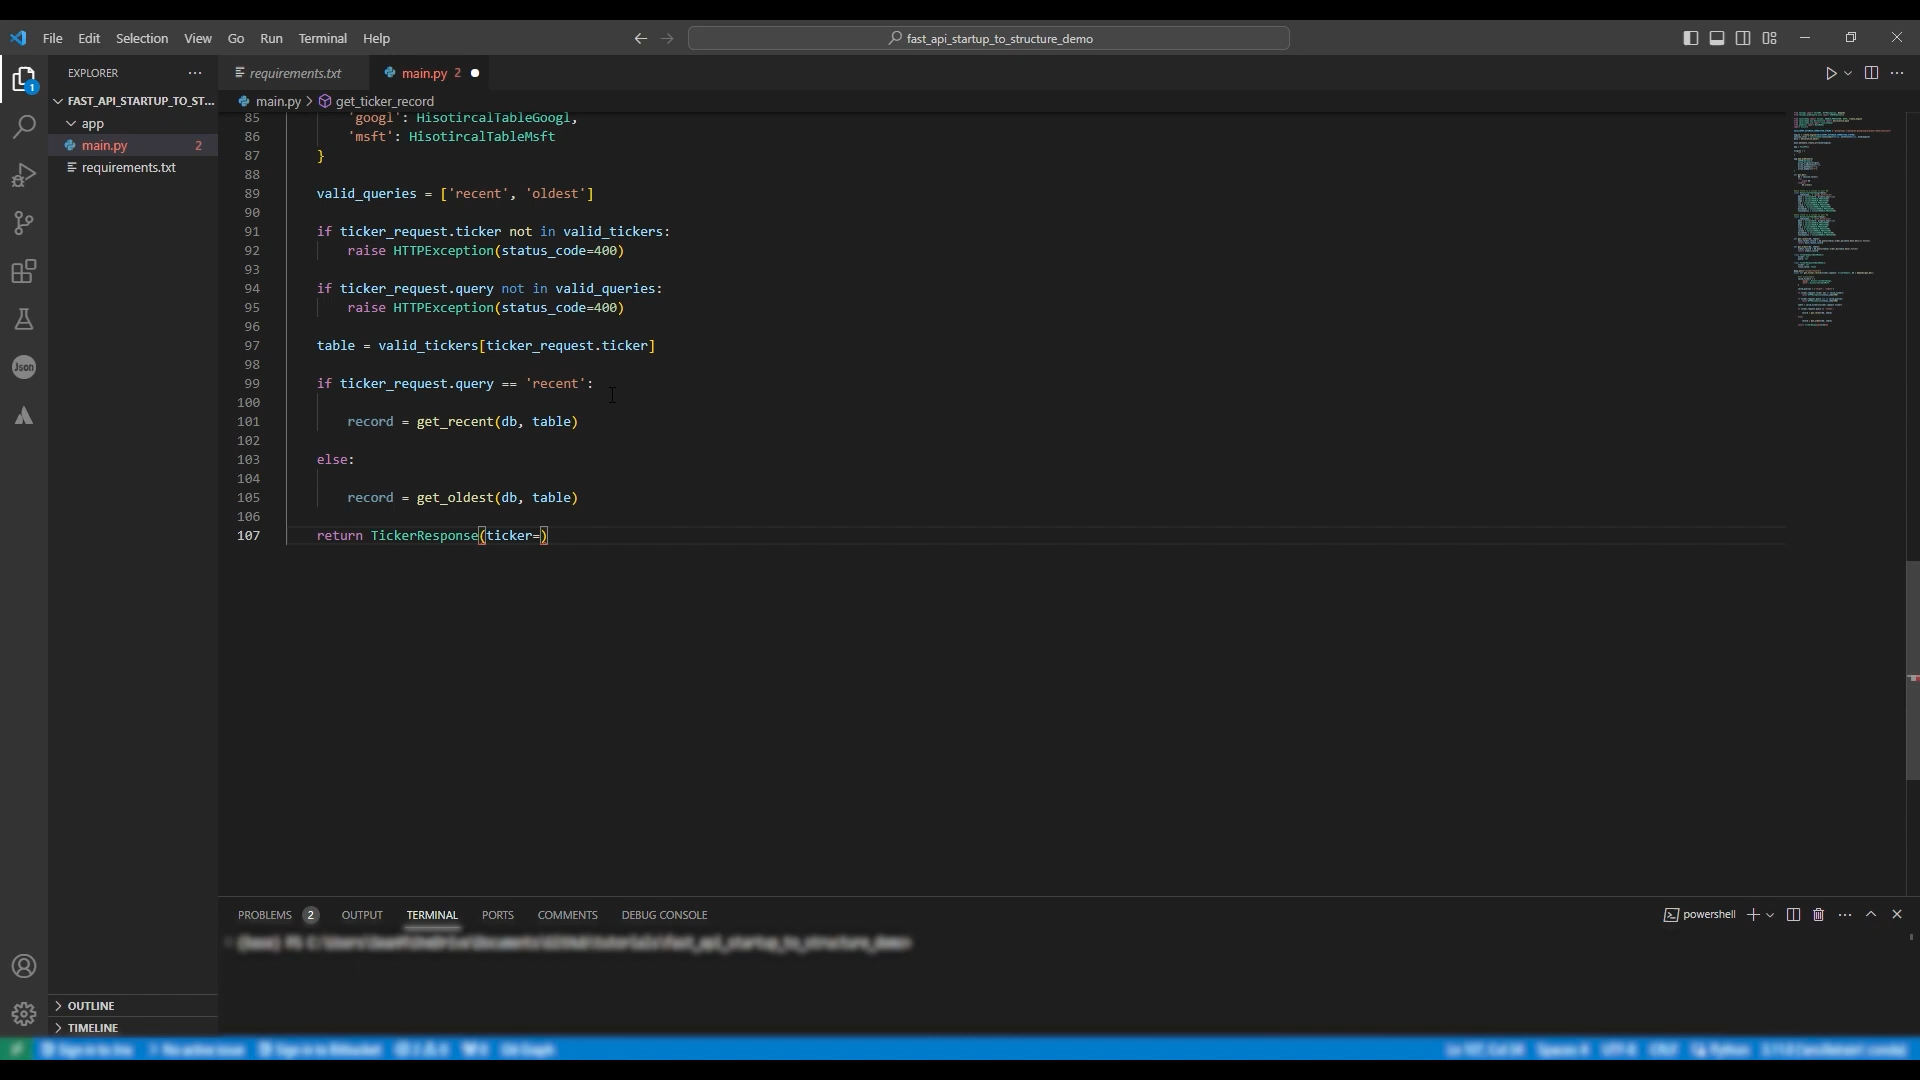 File Edit Selection View Go Run Terminal Help
fast_api_startup_to_structure_demo
EXPLORER
requirements.txt
main.py 2
FAST_API_STARTUP_TO_ST...
main.py > get_ticker_record
app
main.py 2
requirements.txt
1
Json
85 'googl': HisotircalTableGoogl,
86 'msft': HisotircalTableMsft
87 }
88
89 valid_queries = ['recent', 'oldest']
90
91 if ticker_request.ticker not in valid_tickers:
92 raise HTTPException(status_code=400)
93
94 if ticker_request.query not in valid_queries:
95 raise HTTPException(status_code=400)
96
97 table = valid_tickers[ticker_request.ticker]
98
99 if ticker_request.query == 'recent':
100
101 record = get_recent(db, table)
102
103 else:
104
105 record = get_oldest(db, table)
106
107 return TickerResponse(ticker=)
PROBLEMS 2 OUTPUT TERMINAL PORTS COMMENTS DEBUG CONSOLE
powershell
OUTLINE
TIMELINE